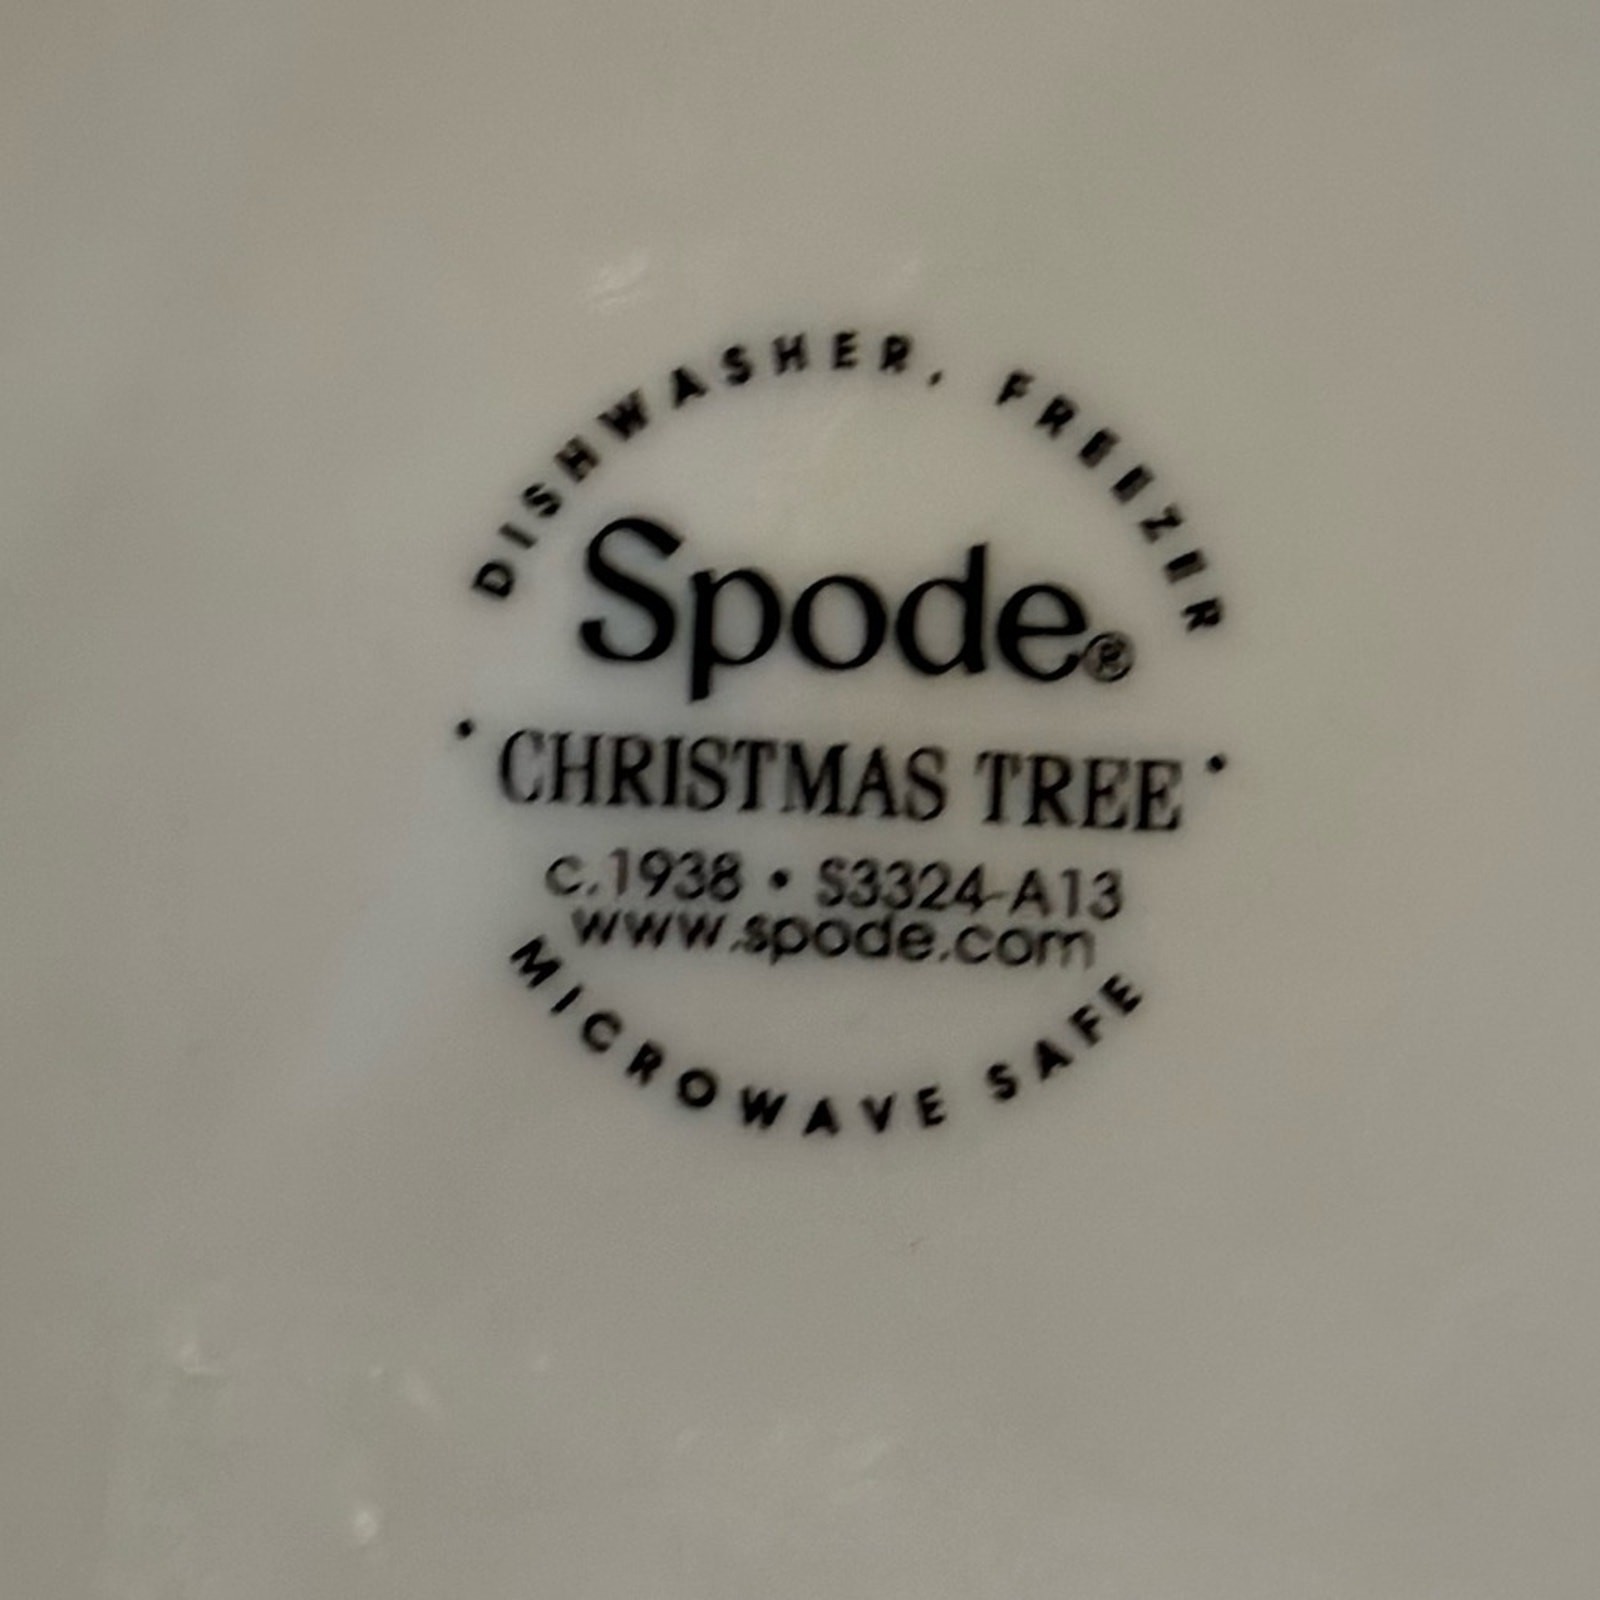 DISHWASHER, FREEZER
Spode®
• CHRISTMAS TREE •
c.1938 • S3324-A13
www.spode.com
MICROWAVE SAFE